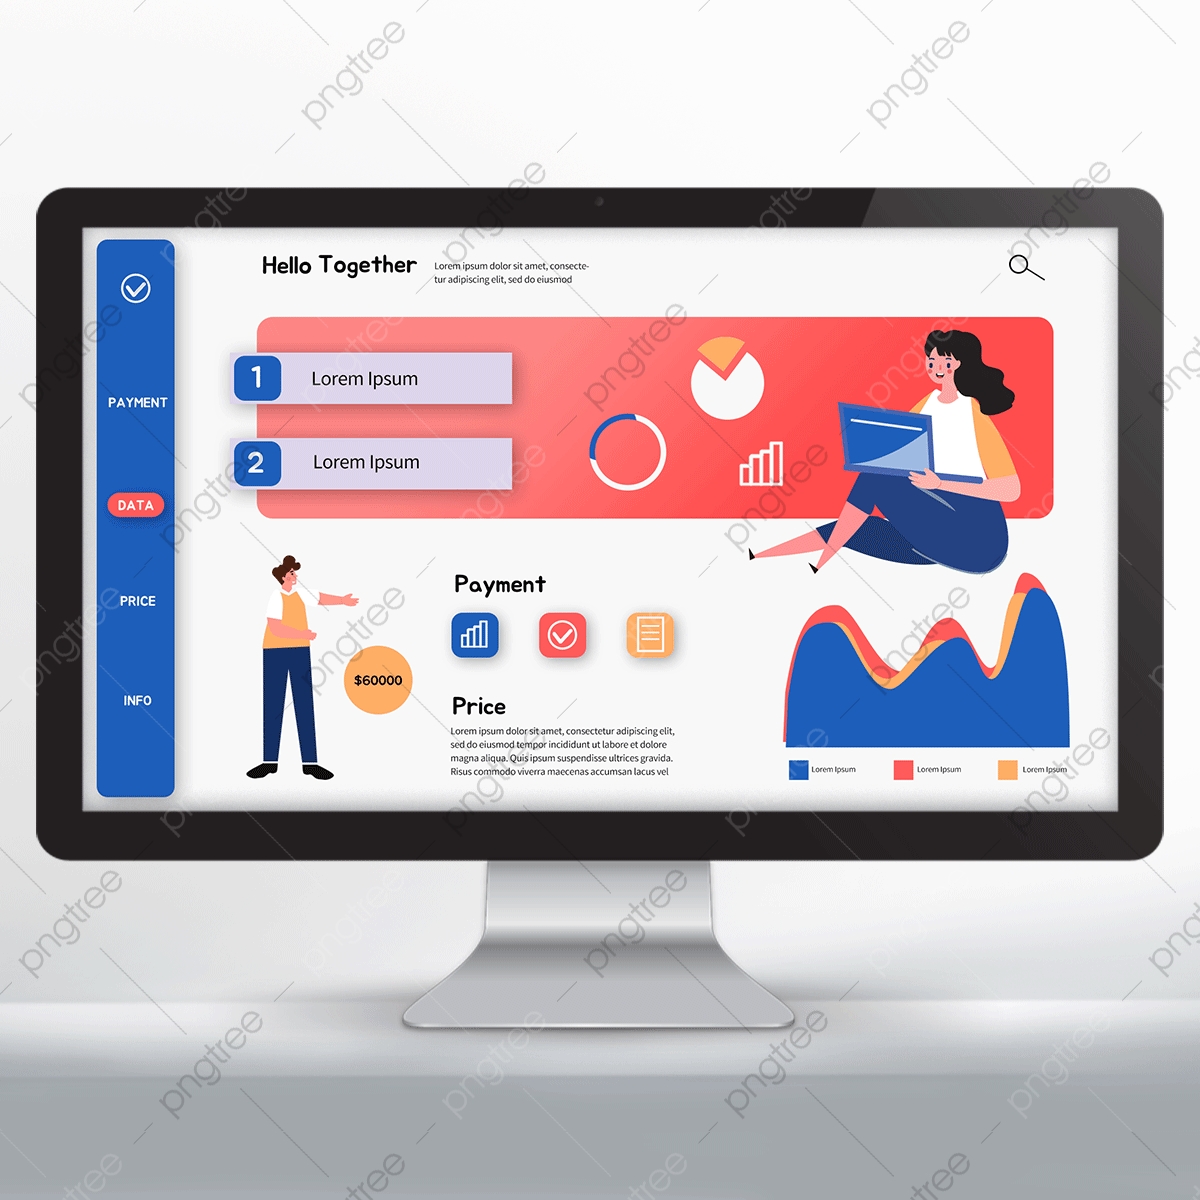 Hello Together
Lorem ipsum dolor sit amet, consecte-
tur adipiscing elit, sed do eiusmod
PAYMENT
DATA
PRICE
INFO
1
Lorem Ipsum
2
Lorem Ipsum
$60000
Payment
Price
Lorem ipsum dolor sit amet, consectetur adipiscing elit,
sed do eiusmod tempor incididunt ut labore et dolore
magna aliqua. Quis ipsum suspendisse ultrices gravida.
Risus commodo viverra maecenas accumsan lacus vel
Lorem Ipsum
Lorem Ipsum
Lorem Ipsum
pngtree